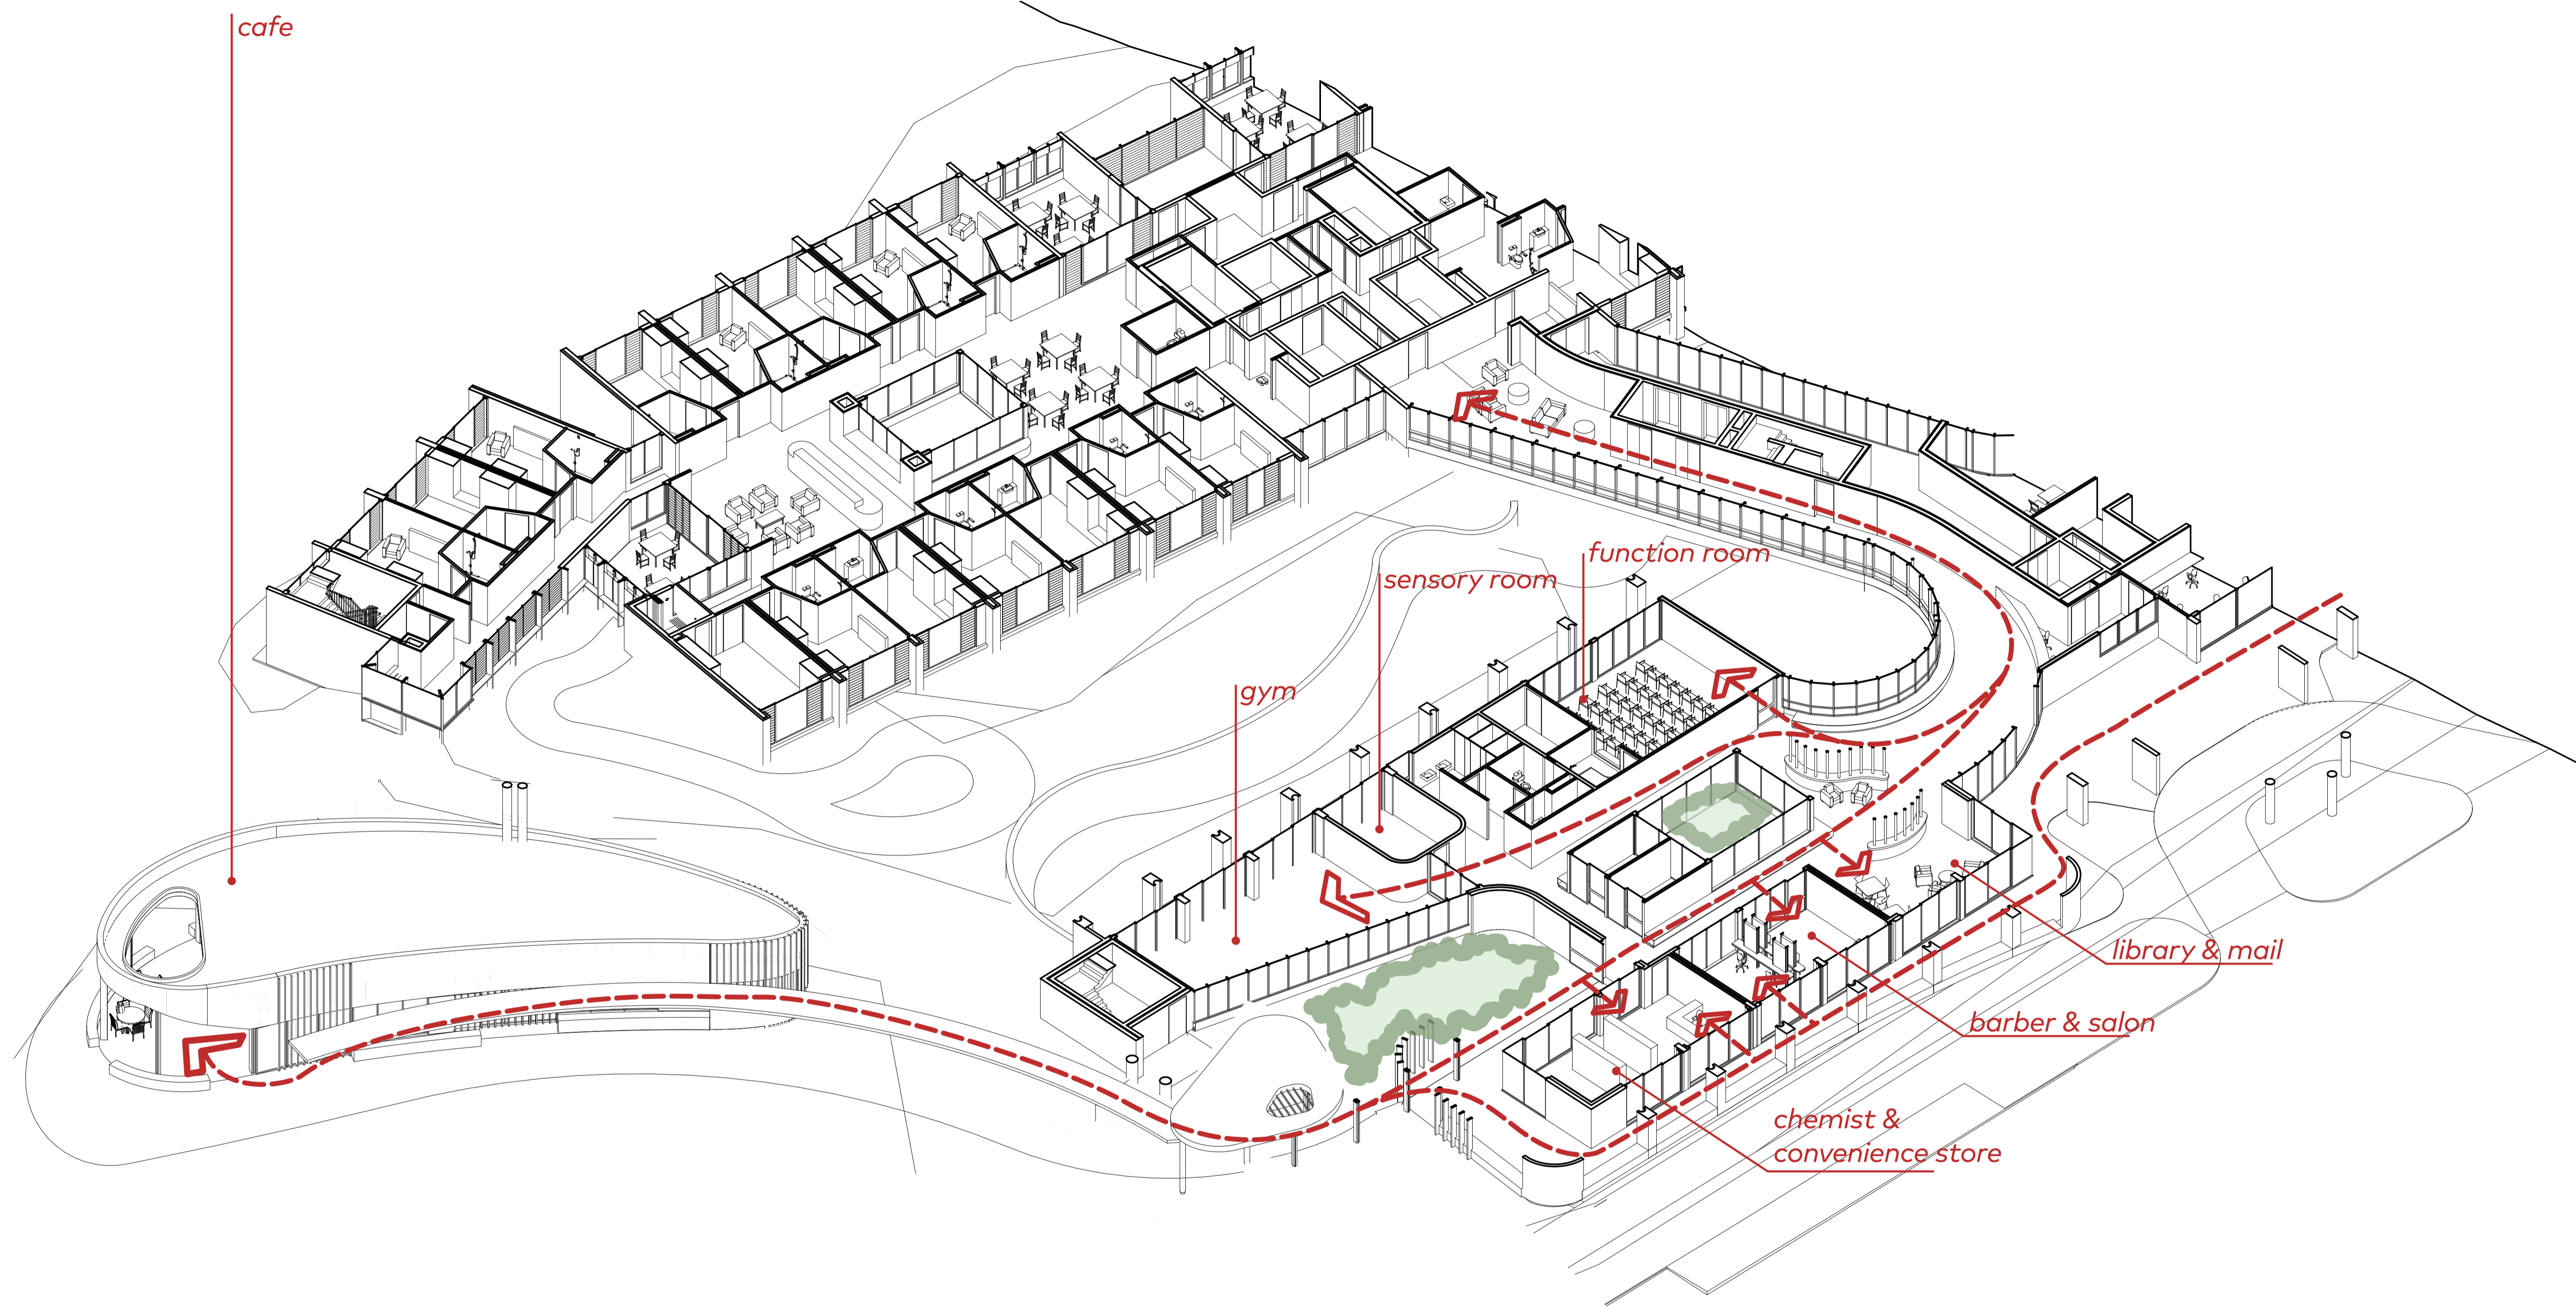 cafe
function room
sensory room
gym
library & mail
barber & salon
chemist &
convenience store